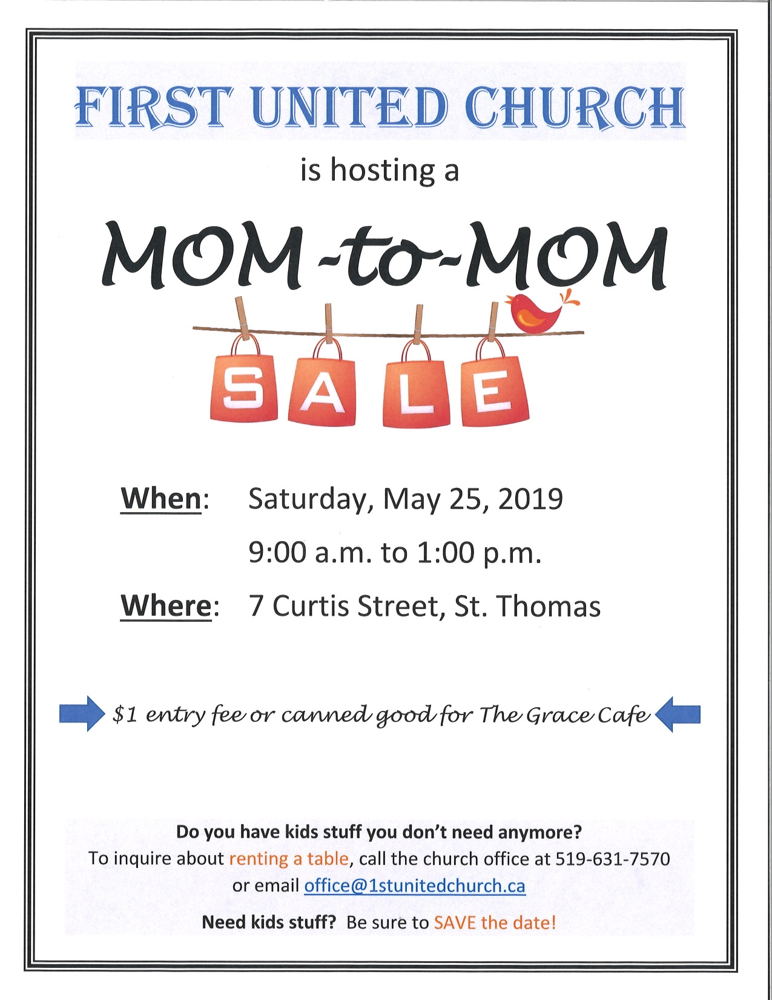 FIRST UNITED CHURCH
is hosting a
MOM-to-MOM
SALE
When: Saturday, May 25, 2019
9:00 a.m. to 1:00 p.m.
Where: 7 Curtis Street, St. Thomas
$1 entry fee or canned good for The Grace Cafe
Do you have kids stuff you don't need anymore?
To inquire about renting a table, call the church office at 519-631-7570
or email office@1stunitedchurch.ca
Need kids stuff? Be sure to SAVE the date!